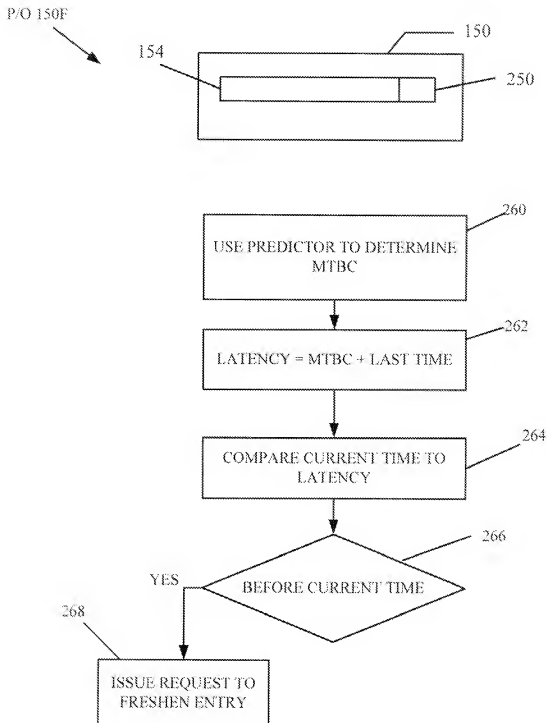 P/O 150F
150
154
250
260
USE PREDICTOR TO DETERMINE
MTBC
262
LATENCY = MTBC + LAST TIME
264
COMPARE CURRENT TIME TO
LATENCY
266
YES
BEFORE CURRENT TIME
268
ISSUE REQUEST TO
FRESHEN ENTRY